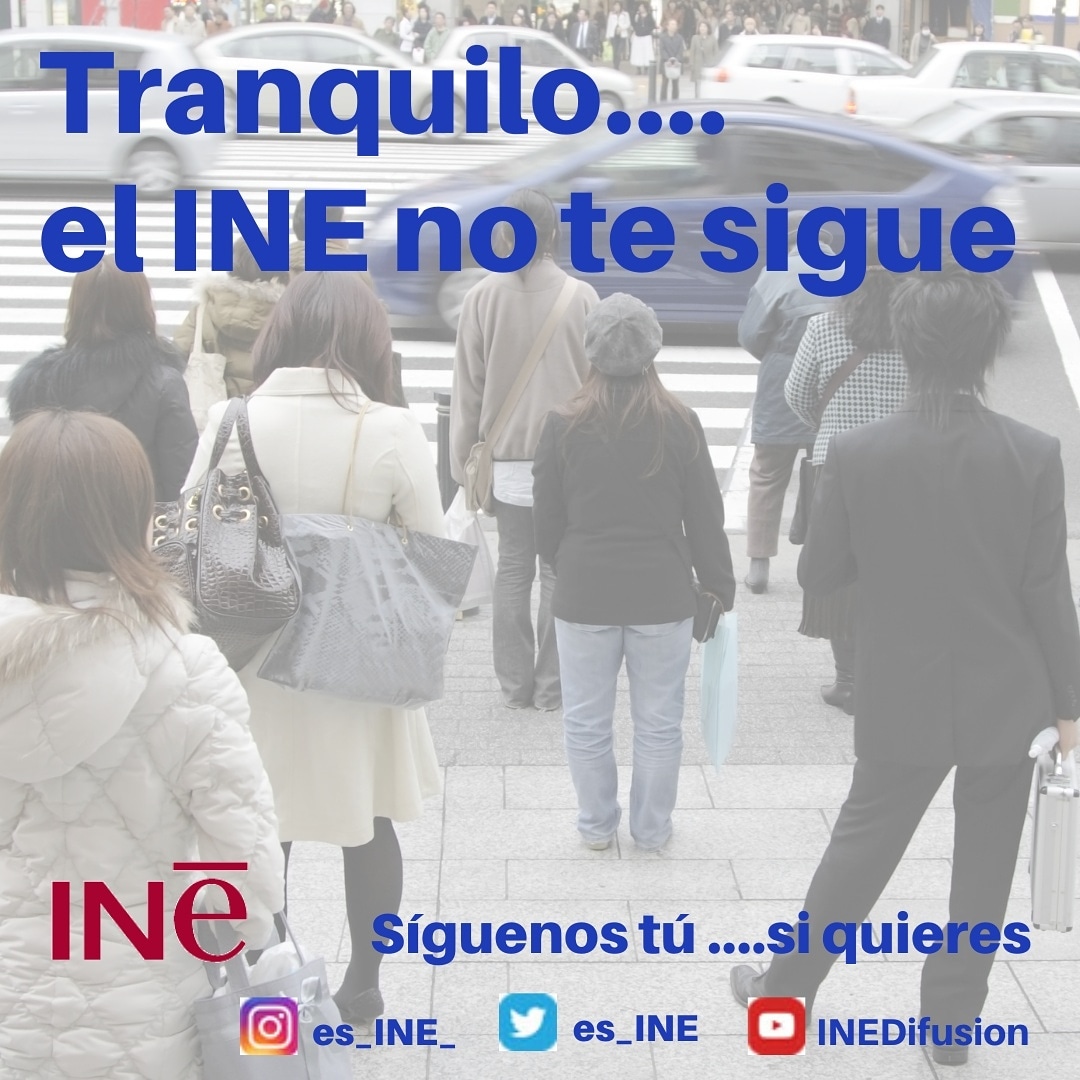 Tranquilo....
el INE no te sigue
INe
Síguenos tú ....si quieres
es_INE_
es_INE
INEDifusion